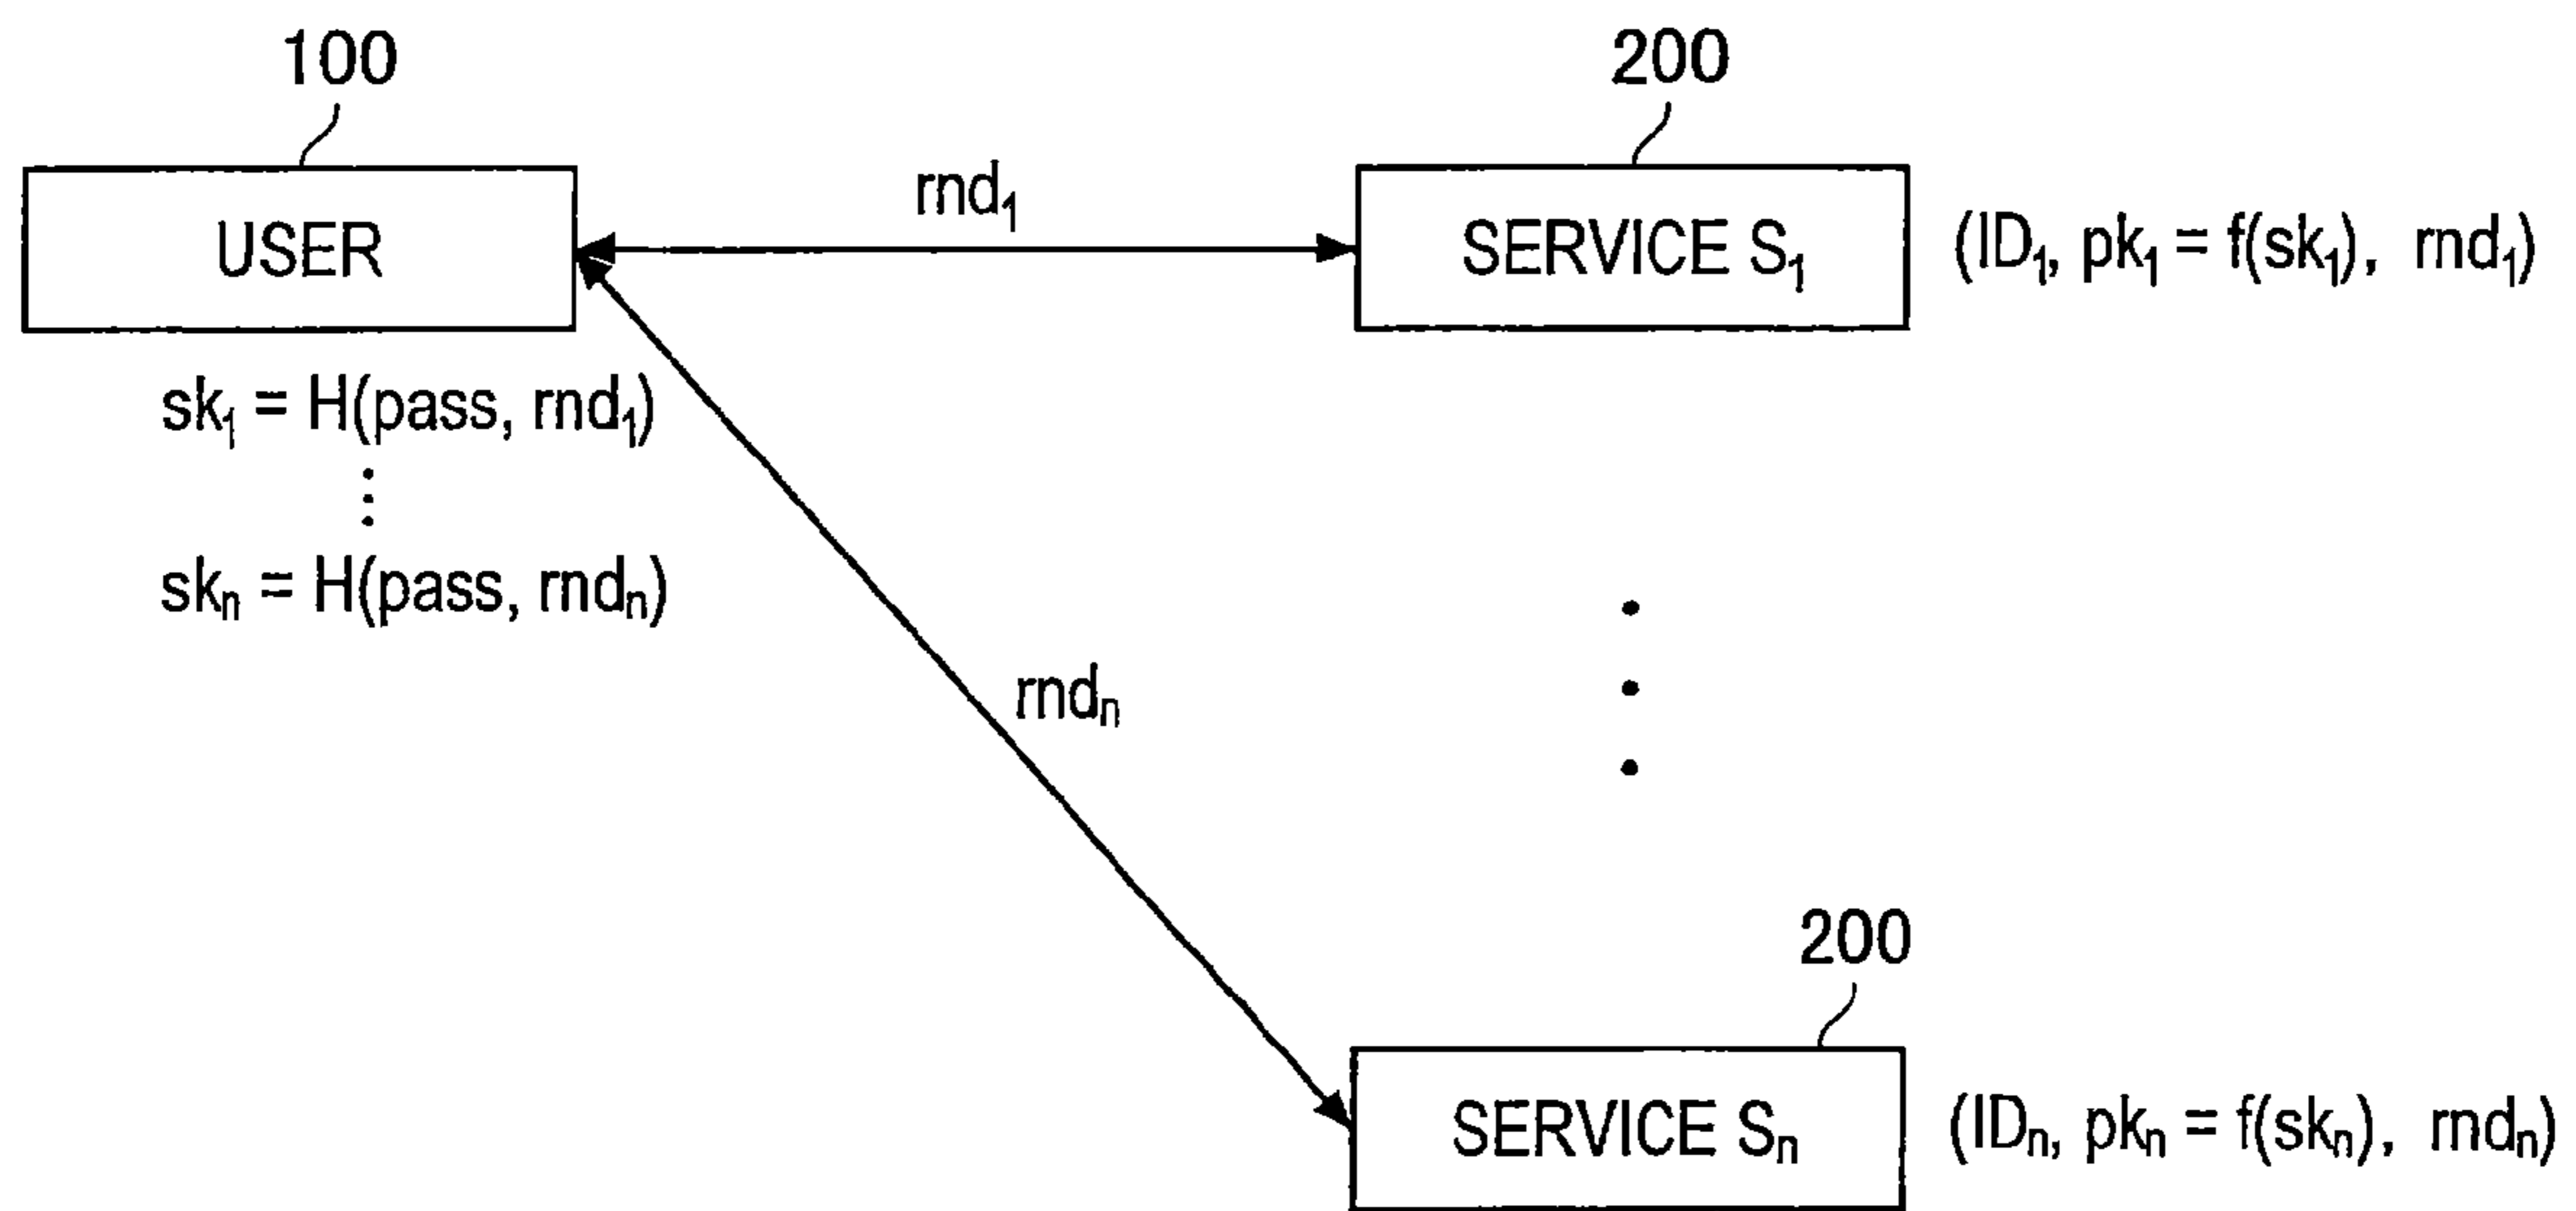 100
200
USER
rnd₁
SERVICE S₁
(ID₁, pk₁ = f(sk₁), rnd₁)
sk₁ = H(pass, rnd₁)
skₙ = H(pass, rndₙ)
rndₙ
200
SERVICE Sₙ
(IDₙ, pkₙ = f(skₙ), rndₙ)